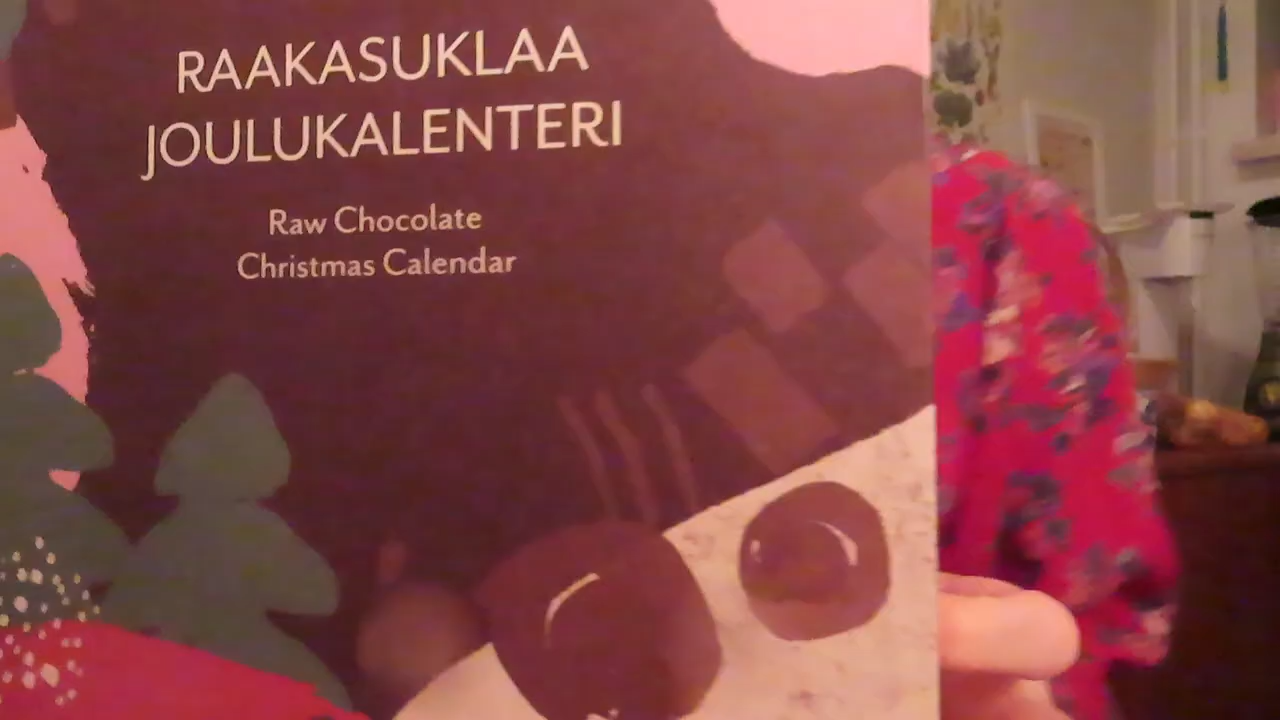 RAAKASUKLAA
JOULUKALENTERI
Raw Chocolate
Christmas Calendar